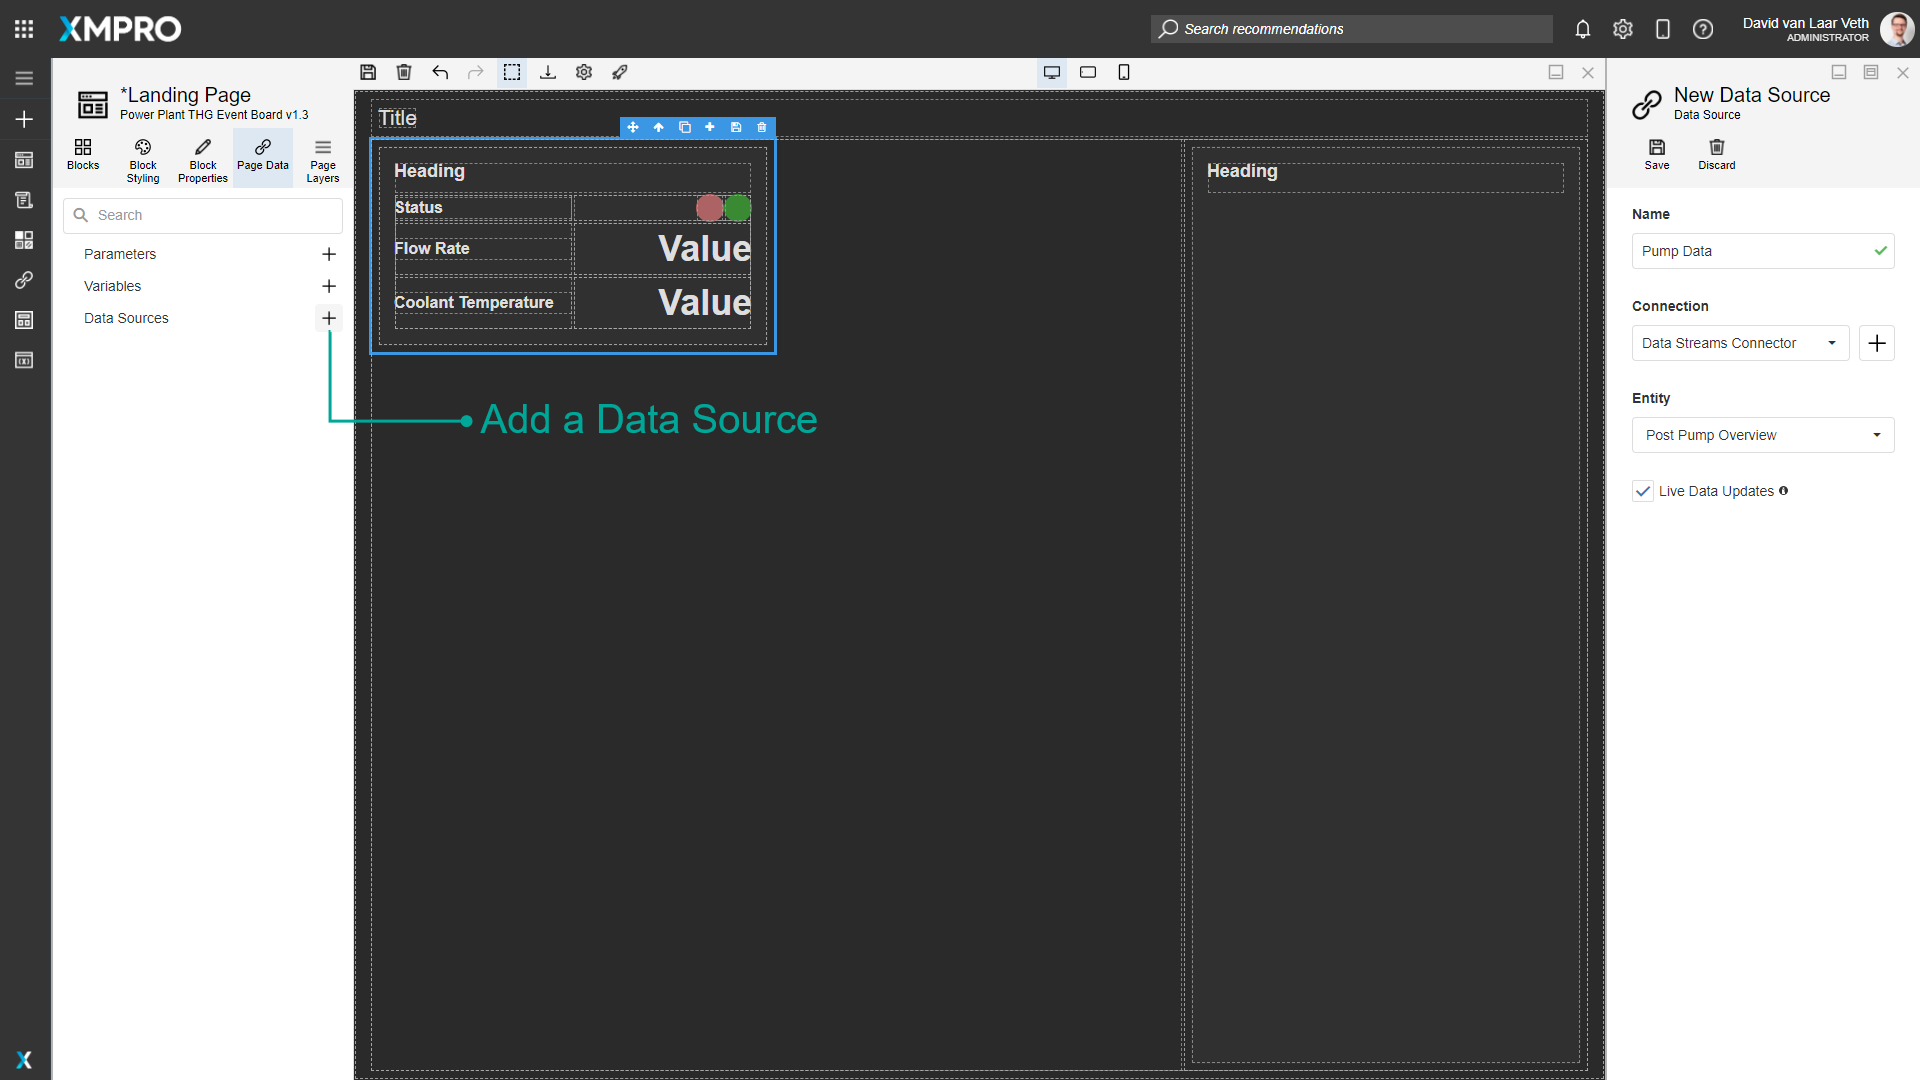 XMPRO
Search recommendations
David van Laar Veth
ADMINISTRATOR
*Landing Page
Power Plant THG Event Board v1.3
Blocks
Block
Styling
Block
Properties
Page Data
Page
Layers
Search
Parameters
Variables
Data Sources
Title
Heading
Status
Flow Rate
Value
Coolant Temperature
Value
Add a Data Source
Heading
New Data Source
Data Source
Save
Discard
Name
Pump Data
Connection
Data Streams Connector
Entity
Post Pump Overview
Live Data Updates